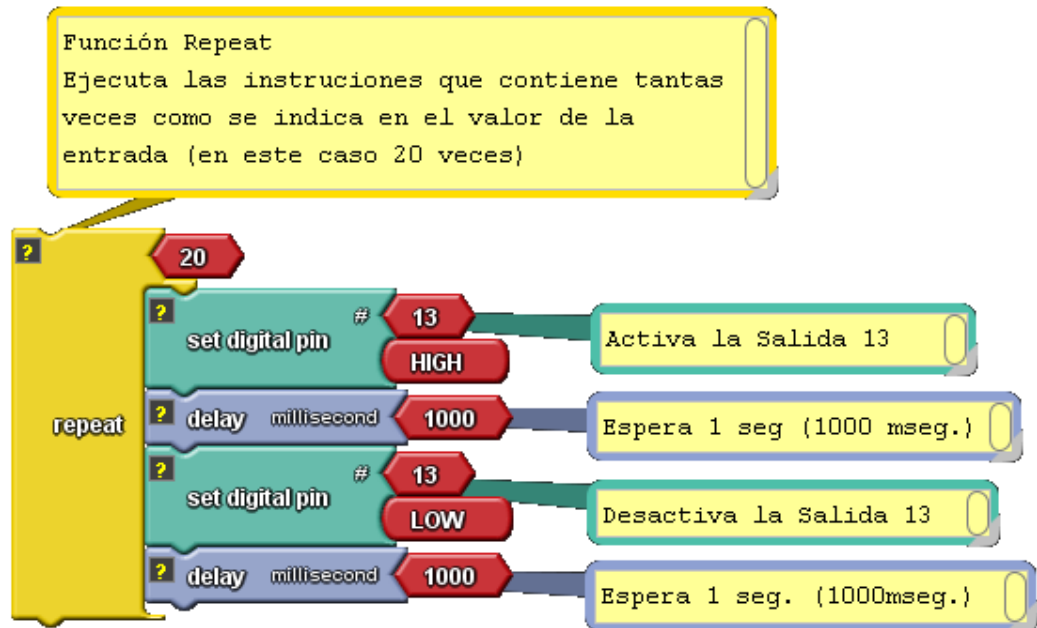 Función Repeat
Ejecuta las instruciones que contiene tantas
veces como se indica en el valor de la
entrada (en este caso 20 veces)
?
20
?
set digital pin
#
13
HIGH
Activa la Salida 13
repeat
?
delay
millisecond
1000
Espera 1 seg (1000 mseg.)
?
set digital pin
#
13
LOW
Desactiva la Salida 13
?
delay
millisecond
1000
Espera 1 seg. (1000mseg.)